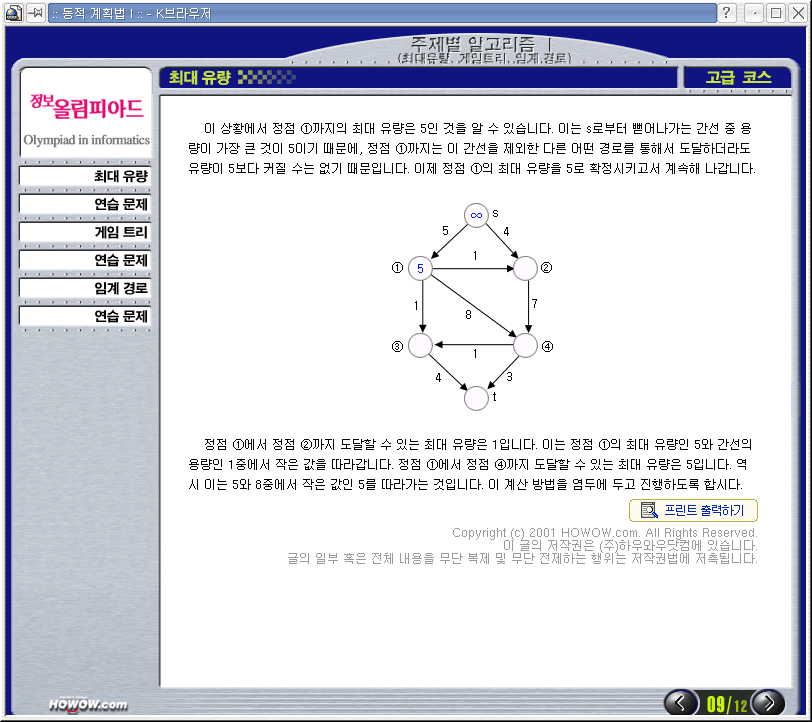 :: 동적 계획법 I :: - K브라우저
주제별 알고리즘 I
(최대유량, 게임트리, 임계경로)
정보올림피아드
Olympiad in informatics
최대 유량
연습 문제
게임 트리
연습 문제
임계 경로
연습 문제
최대 유량
고급 코스
이 상황에서 정점 ①까지의 최대 유량은 5인 것을 알 수 있습니다. 이는 s로부터 뻗어나가는 간선 중 용
량이 가장 큰 것이 5이기 때문에, 정점 ①까지는 이 간선을 제외한 다른 어떤 경로를 통해서 도달하더라도
유량이 5보다 커질 수는 없기 때문입니다. 이제 정점 ①의 최대 유량을 5로 확정시키고서 계속해 나갑니다.
∞ s
5 4
① 5 1 ②
1 8 7
③ 1 ④
4 3
t
정점 ①에서 정점 ②까지 도달할 수 있는 최대 유량은 1입니다. 이는 정점 ①의 최대 유량인 5와 간선의
용량인 1중에서 작은 값을 따라갑니다. 정점 ①에서 정점 ④까지 도달할 수 있는 최대 유량은 5입니다. 역
시 이는 5와 8중에서 작은 값인 5를 따라가는 것입니다. 이 계산 방법을 염두에 두고 진행하도록 합시다.
프린트 출력하기
Copyright (c) 2001 HOWOW.com. All Rights Reserved.
이 글의 저작권은 (주)하우와우닷컴에 있습니다.
글의 일부 혹은 전체 내용을 무단 복제 및 무단 전제하는 행위는 저작권법에 저촉됩니다.
HOWOW.com
09/12